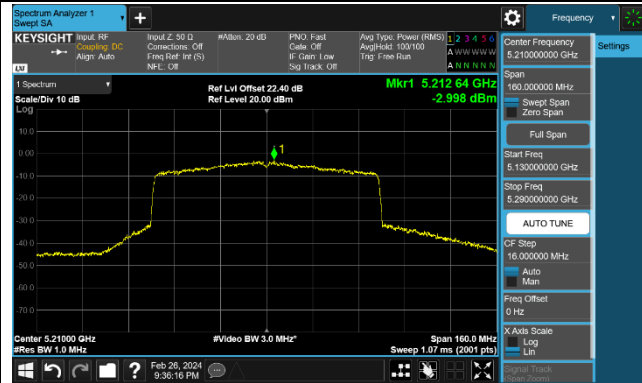 Spectrum Analyzer 1
Swept SA
+
Frequency
KEYSIGHT
Input: RF
Coupling: DC
Align: Auto
Input Z: 50 Ω
Corrections: Off
Freq Ref: Int (S)
NFE: Off
#Atten: 20 dB
PNO: Fast
Gate: Off
IF Gain: Low
Sig Track: Off
Avg Type: Power (RMS)
Avg|Hold: 100/100
Trig: Free Run
1 2 3 4 5 6
A W W W W W
A N N N N N
LXI
1 Spectrum
Scale/Div 10 dB
Ref Lvl Offset 22.40 dB
Ref Level 20.00 dBm
Mkr1 5.212 64 GHz
-2.998 dBm
Log
10.0
0.00
-10.0
-20.0
-30.0
-40.0
-50.0
-60.0
-70.0
1
Center 5.21000 GHz
#Res BW 1.0 MHz
#Video BW 3.0 MHz*
Span 160.0 MHz
Sweep 1.07 ms (2001 pts)
Center Frequency
5.210000000 GHz
Span
160.000000 MHz
Swept Span
Zero Span
Full Span
Start Freq
5.130000000 GHz
Stop Freq
5.290000000 GHz
AUTO TUNE
CF Step
16.000000 MHz
Auto
Man
Freq Offset
0 Hz
X Axis Scale
Log
Lin
Signal Track
(Span Zoom)
Settings
?
Feb 26, 2024
9:36:16 PM